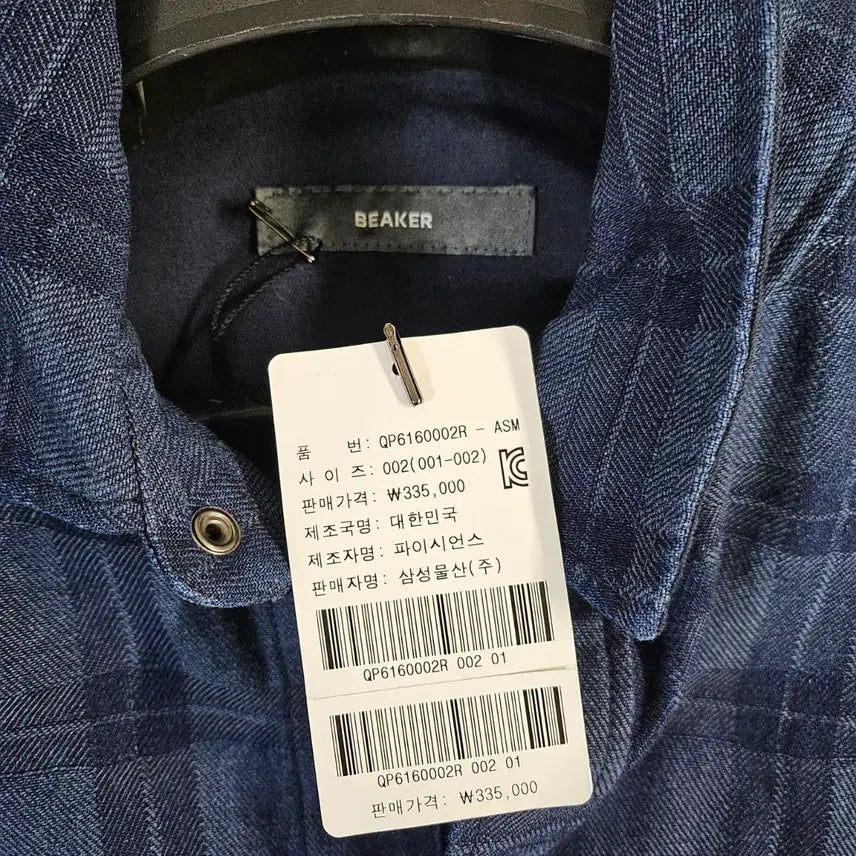 BEAKER
품 번: QP6160002R - ASM
사 이 즈: 002(001-002)
판매가격: ₩335,000
제조국명: 대한민국
제조자명: 파이시언스
판매자명: 삼성물산(주)
QP6160002R 002 01
QP6160002R 002 01
판매가격: ₩335,000